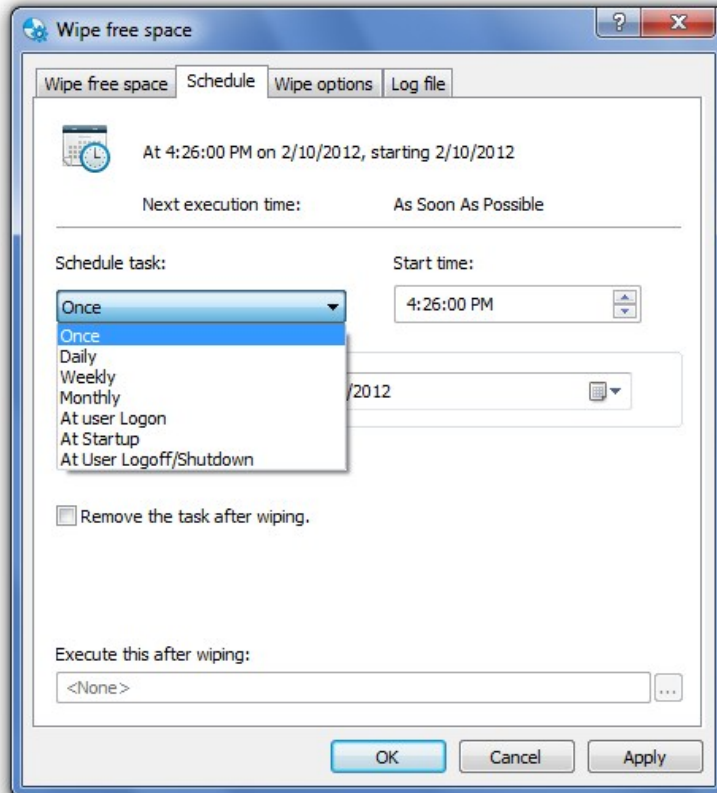 Wipe free space
Wipe free space Schedule Wipe options Log file
At 4:26:00 PM on 2/10/2012, starting 2/10/2012
Next execution time: As Soon As Possible
Schedule task: Start time:
Once 4:26:00 PM
Once
Daily
Weekly
Monthly
/2012
At user Logon
At Startup
At User Logoff/Shutdown
Remove the task after wiping.
Execute this after wiping:
<None> ...
OK Cancel Apply